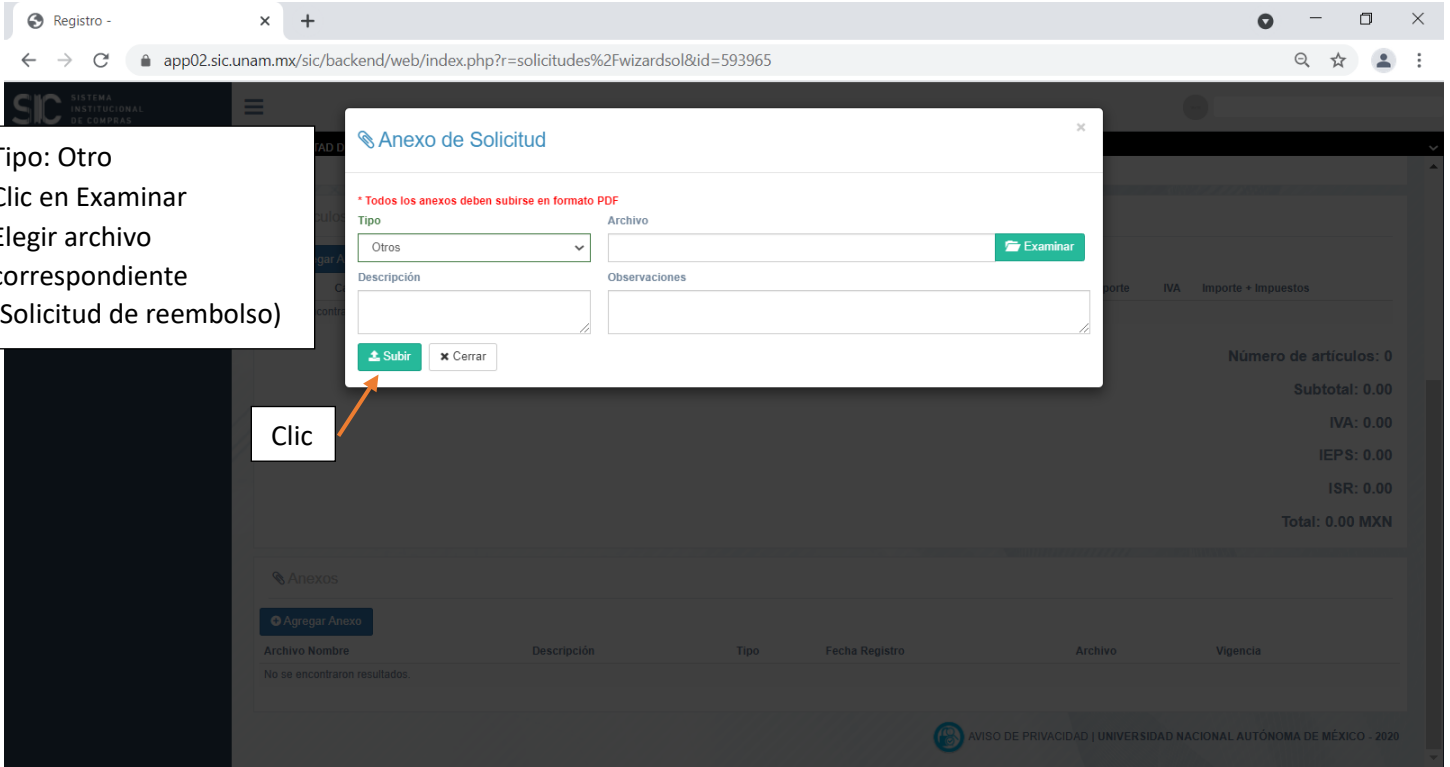 Registro -
app02.sic.unam.mx/sic/backend/web/index.php?r=solicitudes%2Fwizardsol&id=593965
SIC SISTEMA
INSTITUCIONAL
DE COMPRAS
Anexo de Solicitud
Tipo: Otro
Clic en Examinar
Elegir archivo
correspondiente
Solicitud de reembolso)
* Todos los anexos deben subirse en formato PDF
Tipo Archivo
Otros Examinar
Descripción Observaciones
IVA Importe + Impuestos
Subir Cerrar
Clic
Número de artículos: 0
Subtotal: 0.00
IVA: 0.00
IEPS: 0.00
ISR: 0.00
Total: 0.00 MXN
Anexos
Agregar Anexo
Archivo Nombre Descripción Tipo Fecha Registro Archivo Vigencia
No se encontraron resultados.
AVISO DE PRIVACIDAD | UNIVERSIDAD NACIONAL AUTÓNOMA DE MÉXICO - 2020